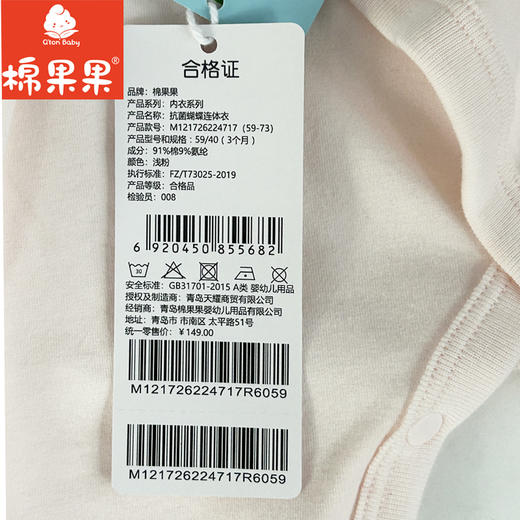 Q'ton Baby
棉果果
合格证
品牌：棉果果
产品系列：内衣系列
产品名称：抗菌蝴蝶连体衣
产品款号：M121726224717 (59-73)
产品型号和规格：59/40 (3个月)
成分：91%棉9%氨纶
颜色：浅粉
执行标准：FZ/T73025-2019
产品等级：合格品
检验员：008
6 920450 855682
30
安全标准：GB31701-2015 A类 婴幼儿用品
授权及制造商：青岛天耀商贸有限公司
经销商：青岛棉果果婴幼儿用品有限公司
地址：青岛市 市南区 太平路51号
统一零售价：¥149.00
M121726224717R6059
M121726224717R6059